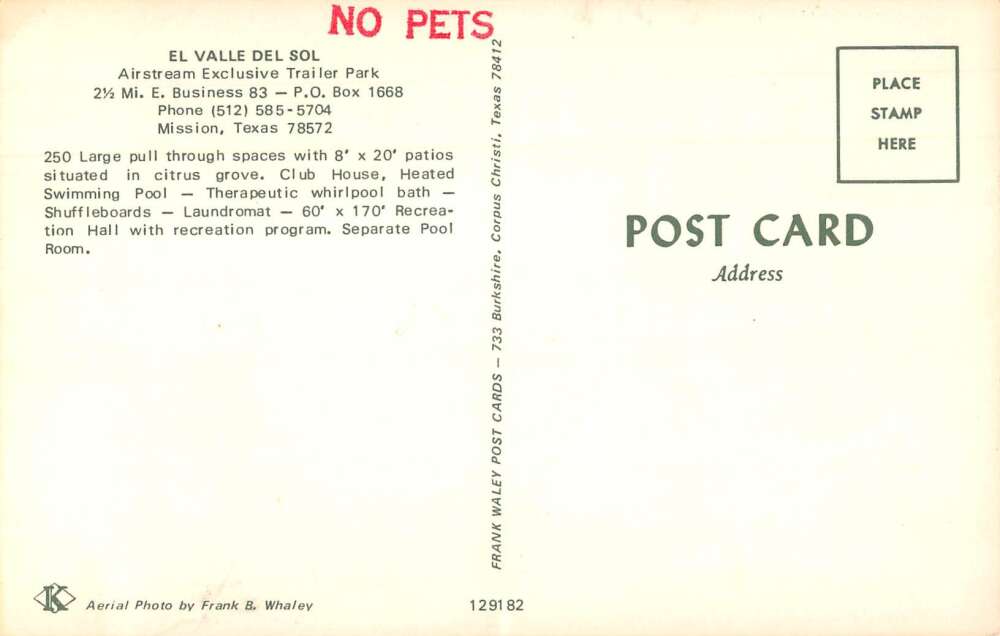 NO PETS
EL VALLE DEL SOL
Airstream Exclusive Trailer Park
2½ Mi. E. Business 83 — P.O. Box 1668
Phone (512) 585-5704
Mission, Texas 78572
250 Large pull through spaces with 8' x 20' patios
situated in citrus grove. Club House, Heated
Swimming Pool — Therapeutic whirlpool bath —
Shuffleboards — Laundromat — 60' x 170' Recrea-
tion Hall with recreation program. Separate Pool
Room.
K Aerial Photo by Frank B. Whaley
FRANK WALEY POST CARDS — 733 Burkshire, Corpus Christi, Texas 78412
129182
PLACE
STAMP
HERE
POST CARD
Address